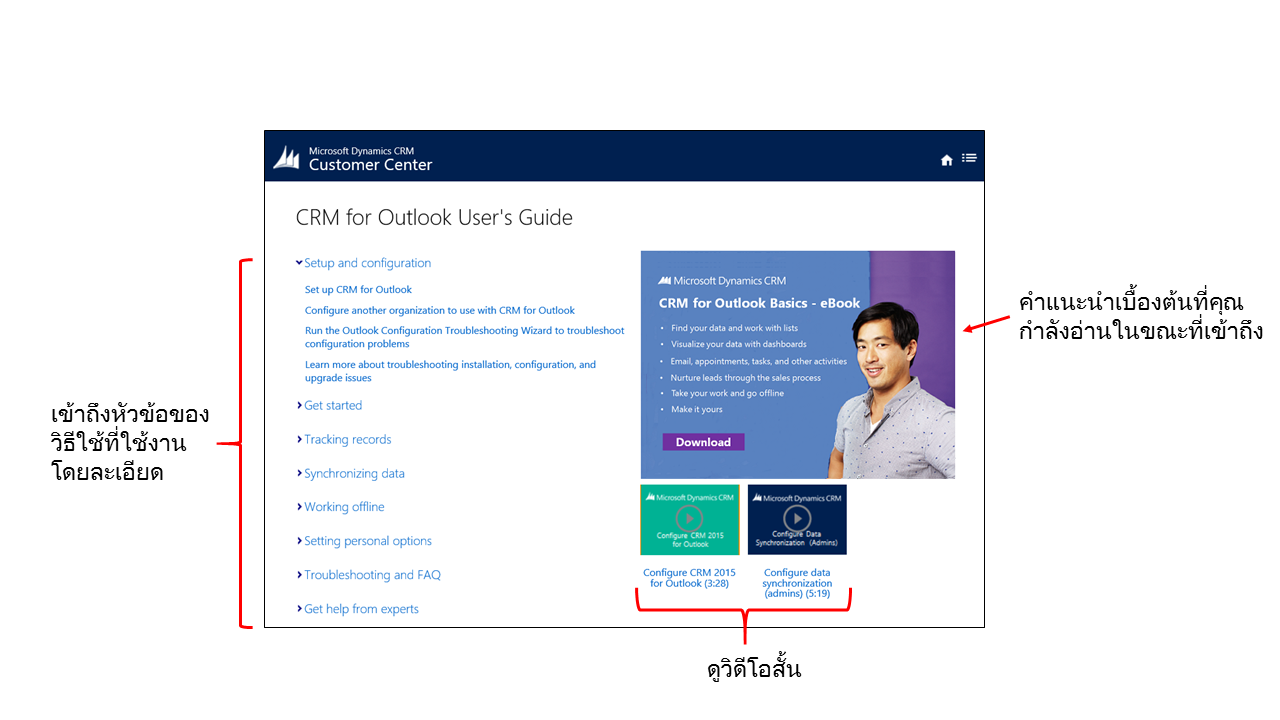 Microsoft Dynamics CRM
Customer Center
CRM for Outlook User's Guide
Setup and configuration
Set up CRM for Outlook
Configure another organization to use with CRM for Outlook
Run the Outlook Configuration Troubleshooting Wizard to troubleshoot
configuration problems
Learn more about troubleshooting installation, configuration, and
upgrade issues
Get started
Tracking records
Synchronizing data
Working offline
Setting personal options
Troubleshooting and FAQ
Get help from experts
Microsoft Dynamics CRM
CRM for Outlook Basics - eBook
• Find your data and work with lists
• Visualize your data with dashboards
• Email, appointments, tasks, and other activities
• Nurture leads through the sales process
• Take your work and go offline
• Make it yours
Download
Microsoft Dynamics CRM
Configure CRM 2015
for Outlook
Microsoft Dynamics CRM
Configure Data
Synchronization (Admins)
Configure CRM 2015
for Outlook (3:28)
Configure data
synchronization
(admins) (5:19)
เข้าถึงหัวข้อของ
วิธีใช้ที่ใช้งาน
โดยละเอียด
คำแนะนำเบื้องต้นที่คุณ
กำลังอ่านในขณะที่เข้าถึง
ดูวิดีโอสั้น